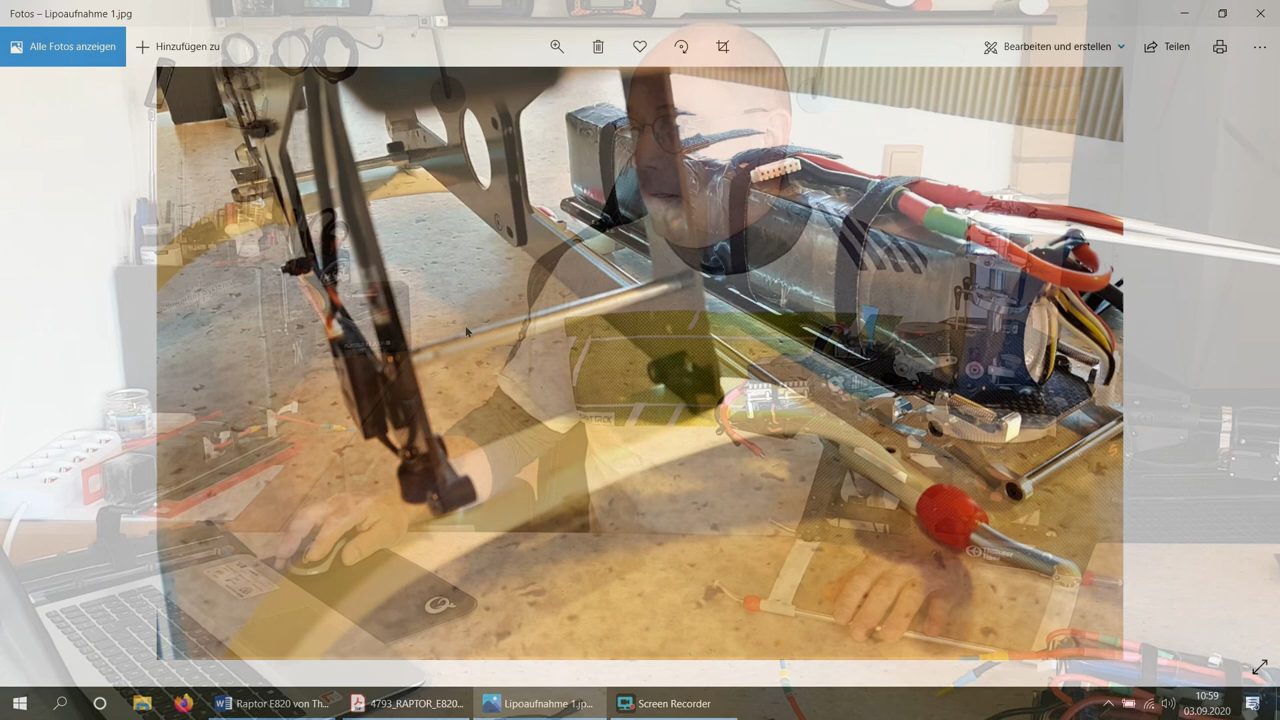 Fotos – Lipoaufnahme 1.jpg
Alle Fotos anzeigen
Hinzufügen zu
Bearbeiten und erstellen
Teilen
Raptor E820 von Th...
4793_RAPTOR_E820...
Lipoaufnahme 1.jp...
Screen Recorder
10:59
03.09.2020